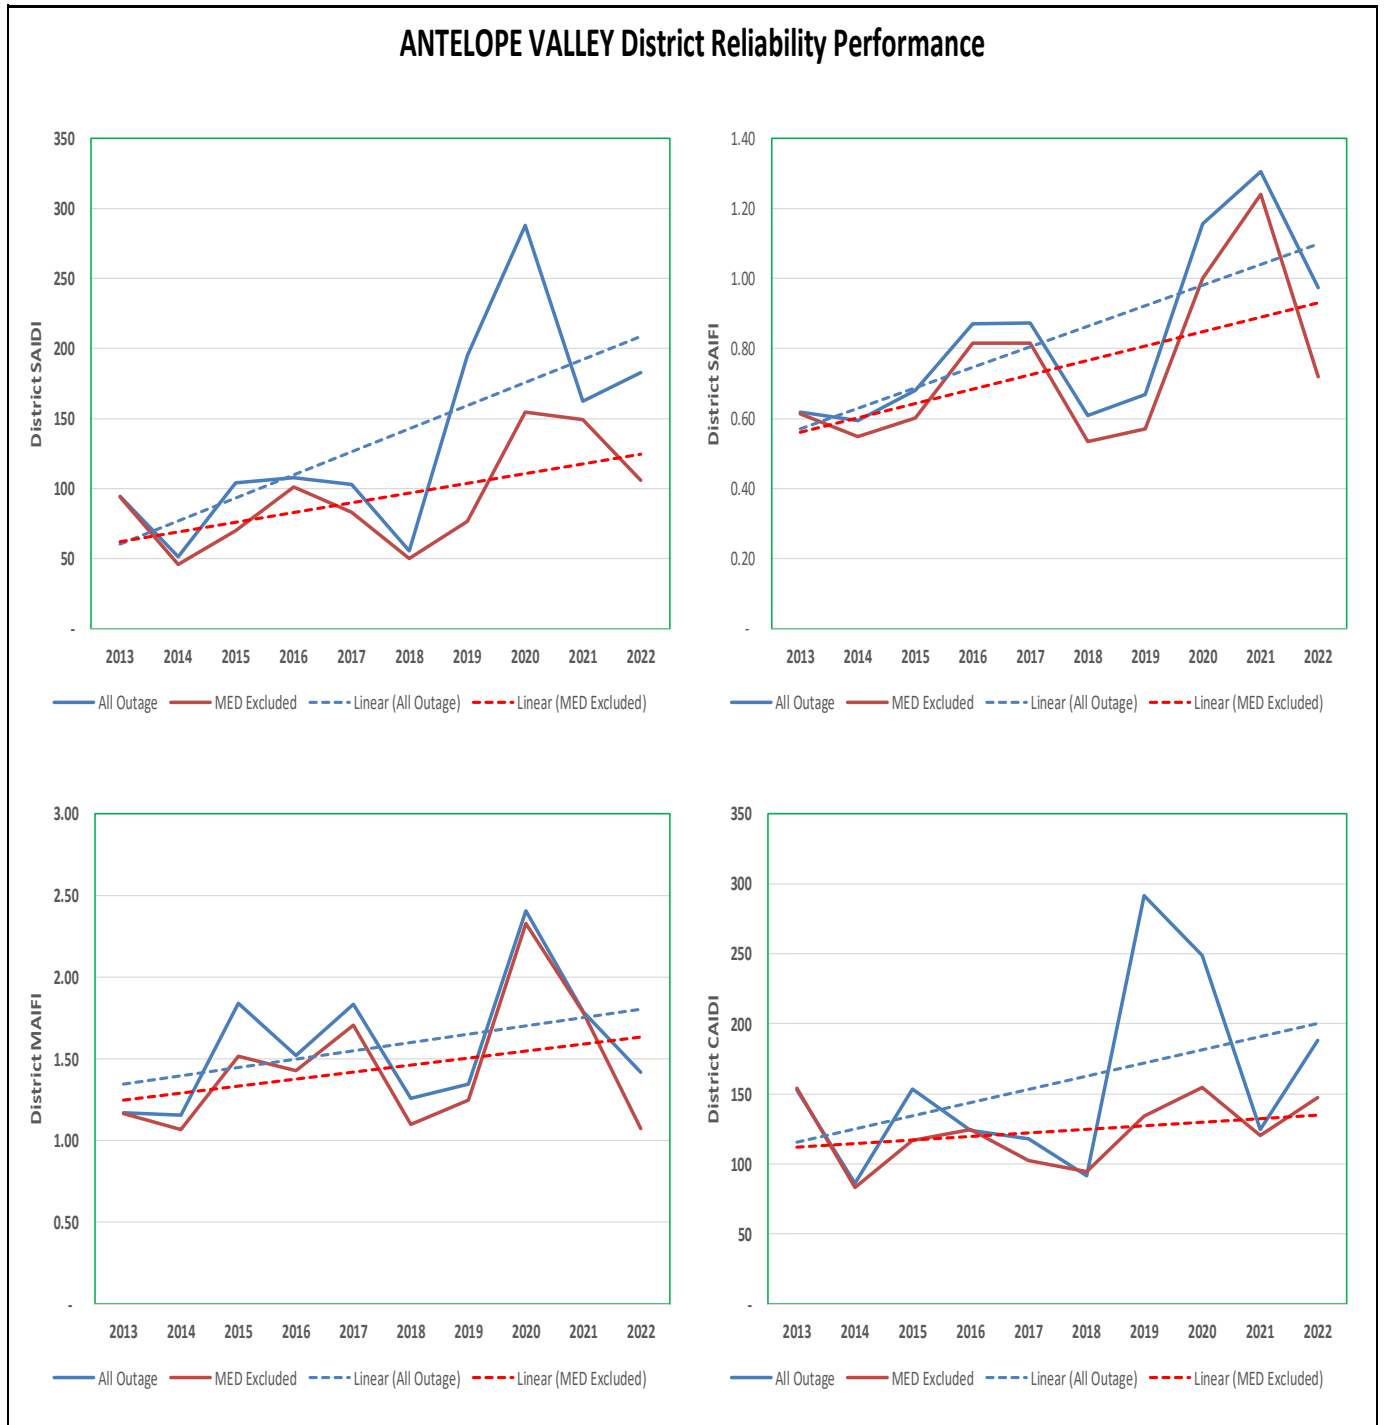 ANTELOPE VALLEY District Reliability Performance
350
300
250
200
150
100
50
-
District SAIDI
2013 2014 2015 2016 2017 2018 2019 2020 2021 2022
All Outage MED Excluded Linear (All Outage) Linear (MED Excluded)
1.40
1.20
1.00
0.80
0.60
0.40
0.20
-
District SAIFI
2013 2014 2015 2016 2017 2018 2019 2020 2021 2022
All Outage MED Excluded Linear (All Outage) Linear (MED Excluded)
3.00
2.50
2.00
1.50
1.00
0.50
-
District MAIFI
2013 2014 2015 2016 2017 2018 2019 2020 2021 2022
All Outage MED Excluded Linear (All Outage) Linear (MED Excluded)
350
300
250
200
150
100
50
-
District CAIDI
2013 2014 2015 2016 2017 2018 2019 2020 2021 2022
All Outage MED Excluded Linear (All Outage) Linear (MED Excluded)